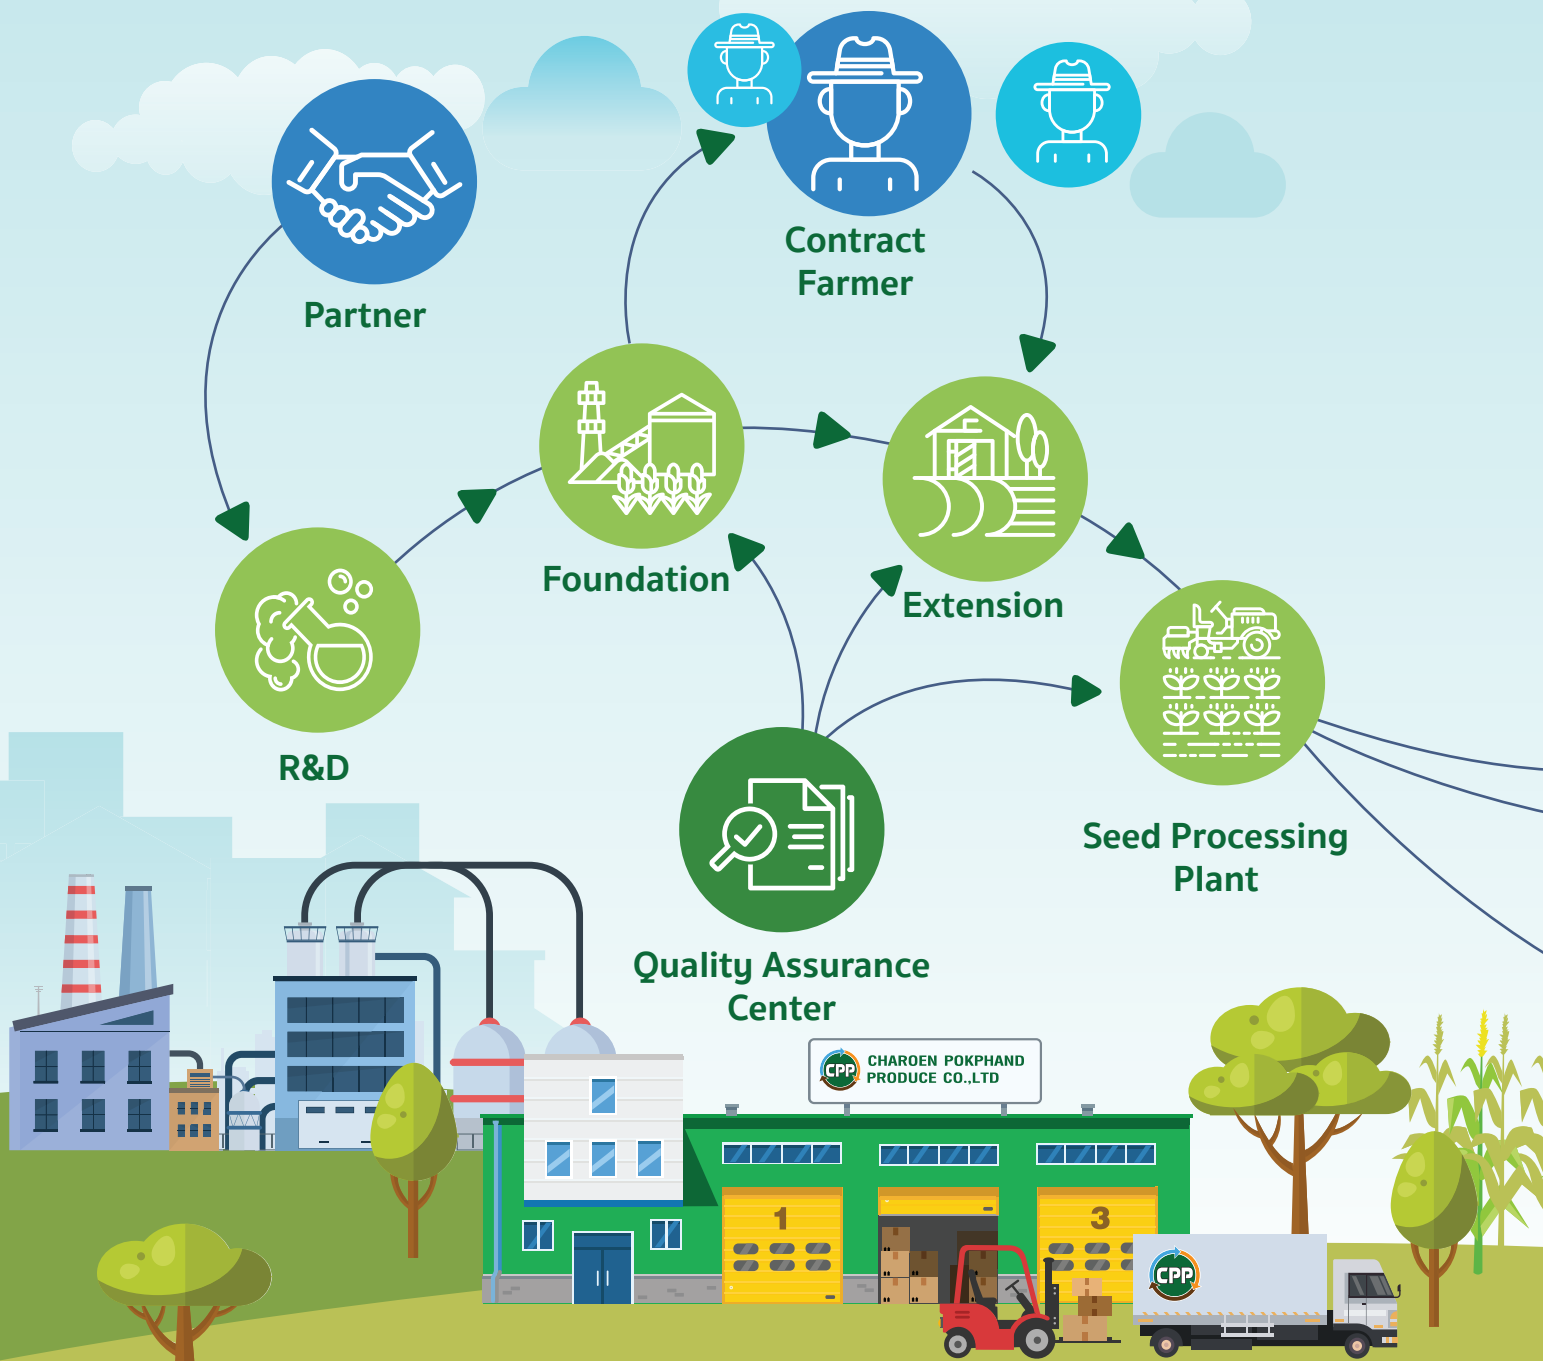 Contract
Farmer
Partner
Foundation
Extension
R&D
Seed Processing
Plant
Quality Assurance
Center
CPP
CHAROEN POKPHAND
PRODUCE CO.,LTD
1
3
CPP